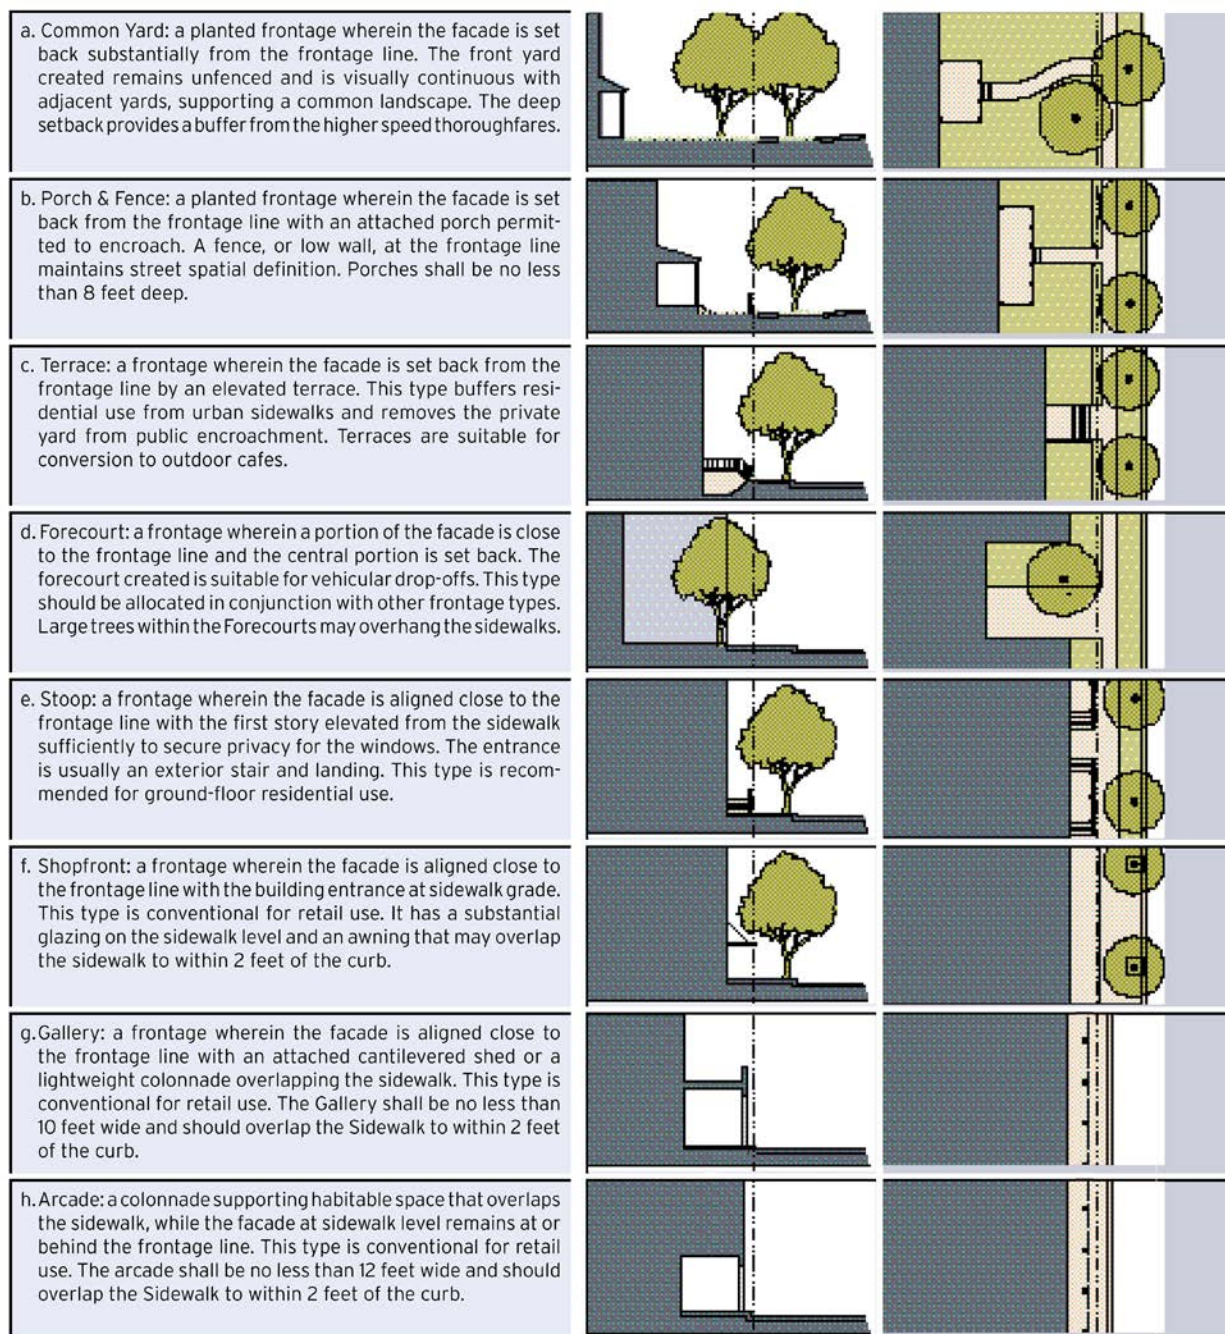 a. Common Yard: a planted frontage wherein the facade is set
back substantially from the frontage line. The front yard
created remains unfenced and is visually continuous with
adjacent yards, supporting a common landscape. The deep
setback provides a buffer from the higher speed thoroughfares.
b. Porch & Fence: a planted frontage wherein the facade is set
back from the frontage line with an attached porch permit-
ted to encroach. A fence, or low wall, at the frontage line
maintains street spatial definition. Porches shall be no less
than 8 feet deep.
c. Terrace: a frontage wherein the facade is set back from the
frontage line by an elevated terrace. This type buffers resi-
dential use from urban sidewalks and removes the private
yard from public encroachment. Terraces are suitable for
conversion to outdoor cafes.
d. Forecourt: a frontage wherein a portion of the facade is close
to the frontage line and the central portion is set back. The
forecourt created is suitable for vehicular drop-offs. This type
should be allocated in conjunction with other frontage types.
Large trees within the Forecourts may overhang the sidewalks.
e. Stoop: a frontage wherein the facade is aligned close to the
frontage line with the first story elevated from the sidewalk
sufficiently to secure privacy for the windows. The entrance
is usually an exterior stair and landing. This type is recom-
mended for ground-floor residential use.
f. Shopfront: a frontage wherein the facade is aligned close to
the frontage line with the building entrance at sidewalk grade.
This type is conventional for retail use. It has a substantial
glazing on the sidewalk level and an awning that may overlap
the sidewalk to within 2 feet of the curb.
g. Gallery: a frontage wherein the facade is aligned close to
the frontage line with an attached cantilevered shed or a
lightweight colonnade overlapping the sidewalk. This type is
conventional for retail use. The Gallery shall be no less than
10 feet wide and should overlap the Sidewalk to within 2 feet
of the curb.
h. Arcade: a colonnade supporting habitable space that overlaps
the sidewalk, while the facade at sidewalk level remains at or
behind the frontage line. This type is conventional for retail
use. The arcade shall be no less than 12 feet wide and should
overlap the Sidewalk to within 2 feet of the curb.